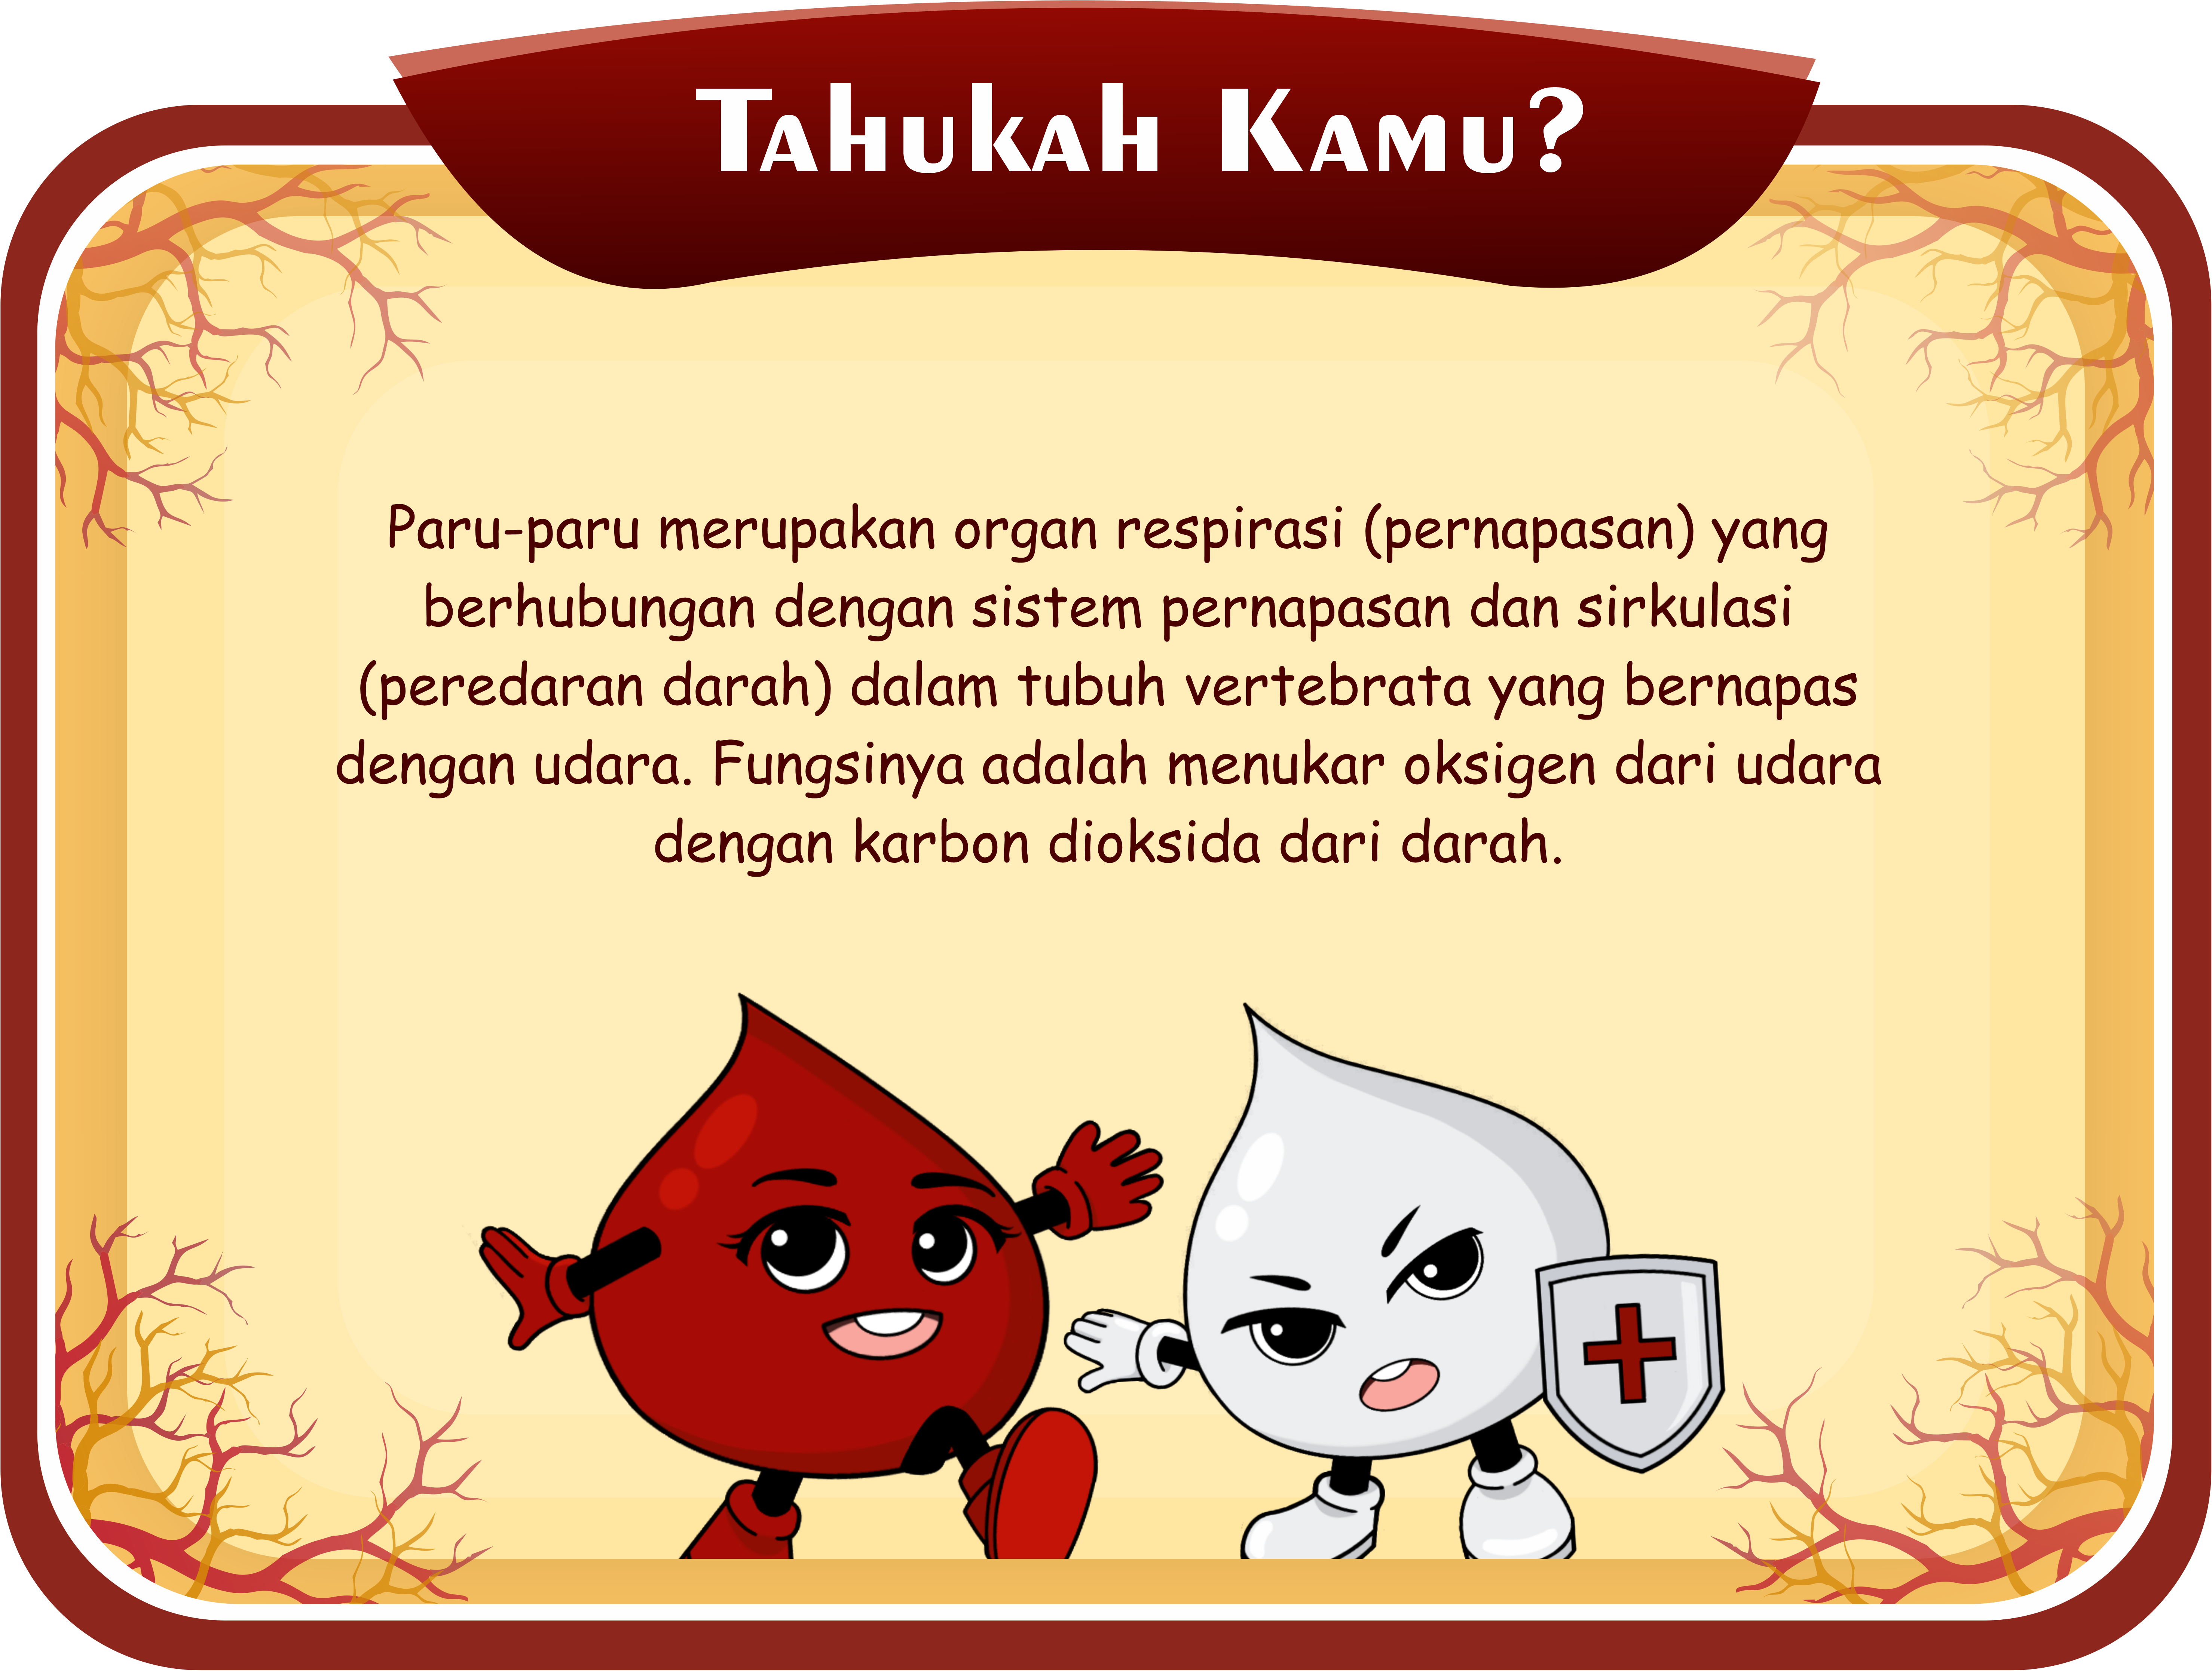 Tahukah Kamu?
Paru-paru merupakan organ respirasi (pernapasan) yang
berhubungan dengan sistem pernapasan dan sirkulasi
(peredaran darah) dalam tubuh vertebrata yang bernapas
dengan udara. Fungsinya adalah menukar oksigen dari udara
dengan karbon dioksida dari darah.